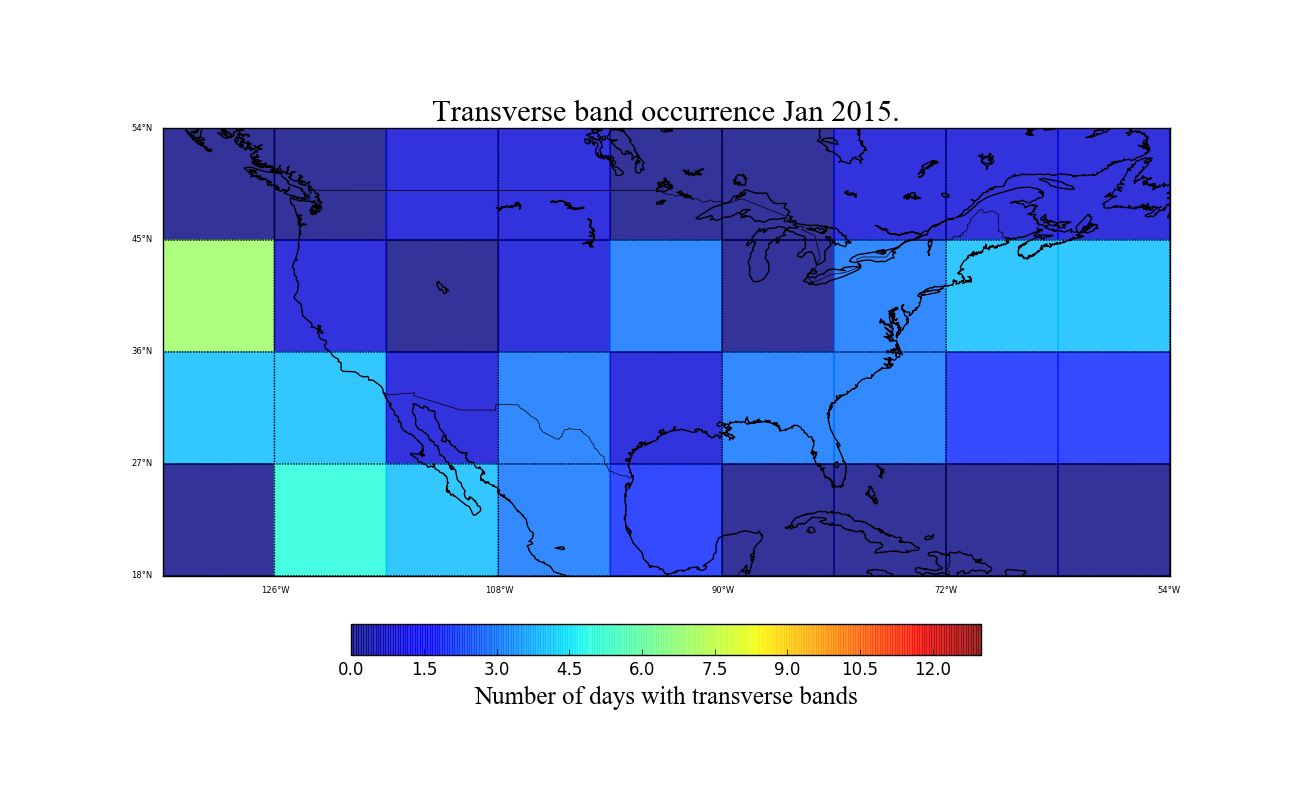 Transverse band occurrence Jan 2015.
54°N
45°N
36°N
27°N
18°N
126°W 108°W 90°W 72°W 54°W
0.0 1.5 3.0 4.5 6.0 7.5 9.0 10.5 12.0
Number of days with transverse bands